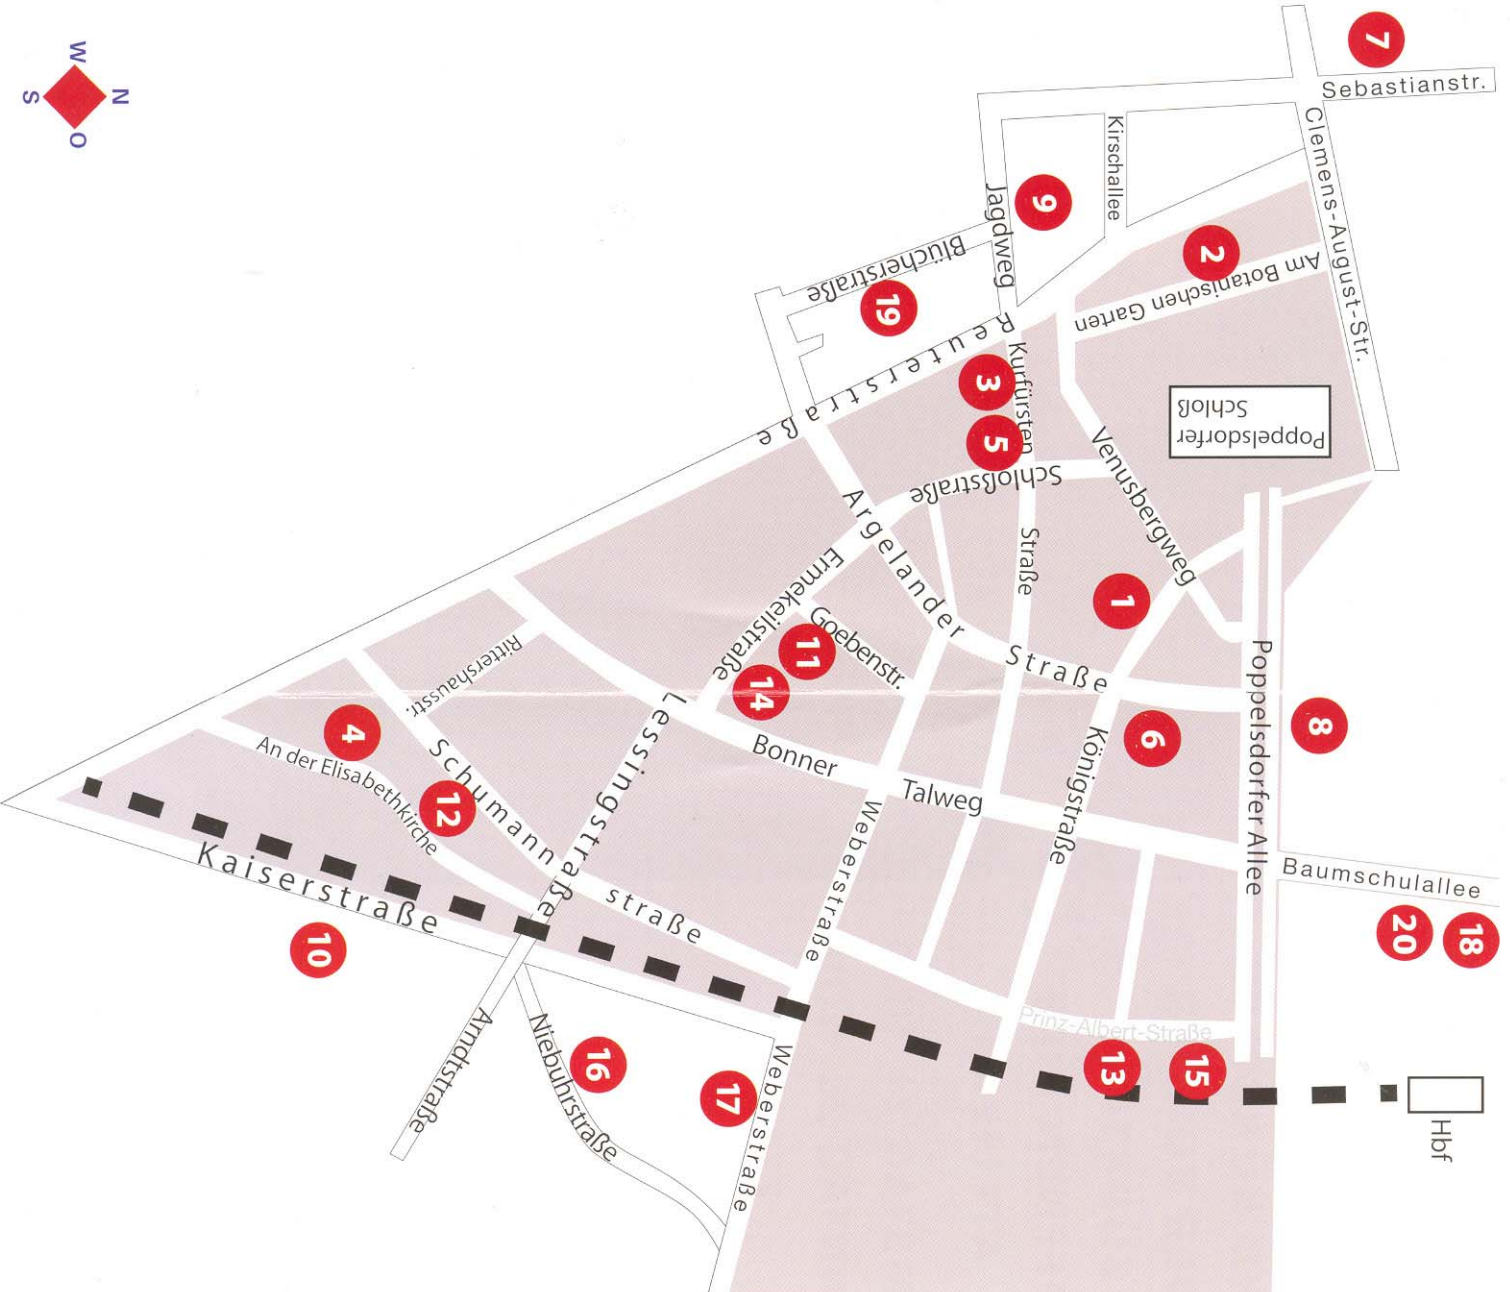 W
N
S
O
7
Sebastianstr.
Clemens-August-Str.
Kirschallee
9
Jagdweg
2
Am Botanischen Garten
Blücherstraße
19
Reuterstraße
3
Kurfürsten
5
Straße
Schloßstraße
Venusbergweg
Poppelsdorfer
Schloß
Argelander
Straße
Ermekeilstraße
Goebenstr.
11
14
1
6
8
Königstraße
Poppelsdorfer Allee
Rittershausstr.
Lessingstraße
Bonner
Talweg
Weberstraße
4
An der Elisabethkirche
Schumann
straße
12
Kaiserstraße
10
Baumschulallee
20
18
Prinz-Albert-Straße
13
15
Hbf
Arndtstraße
Niebuhrstraße
16
17
Weberstraße